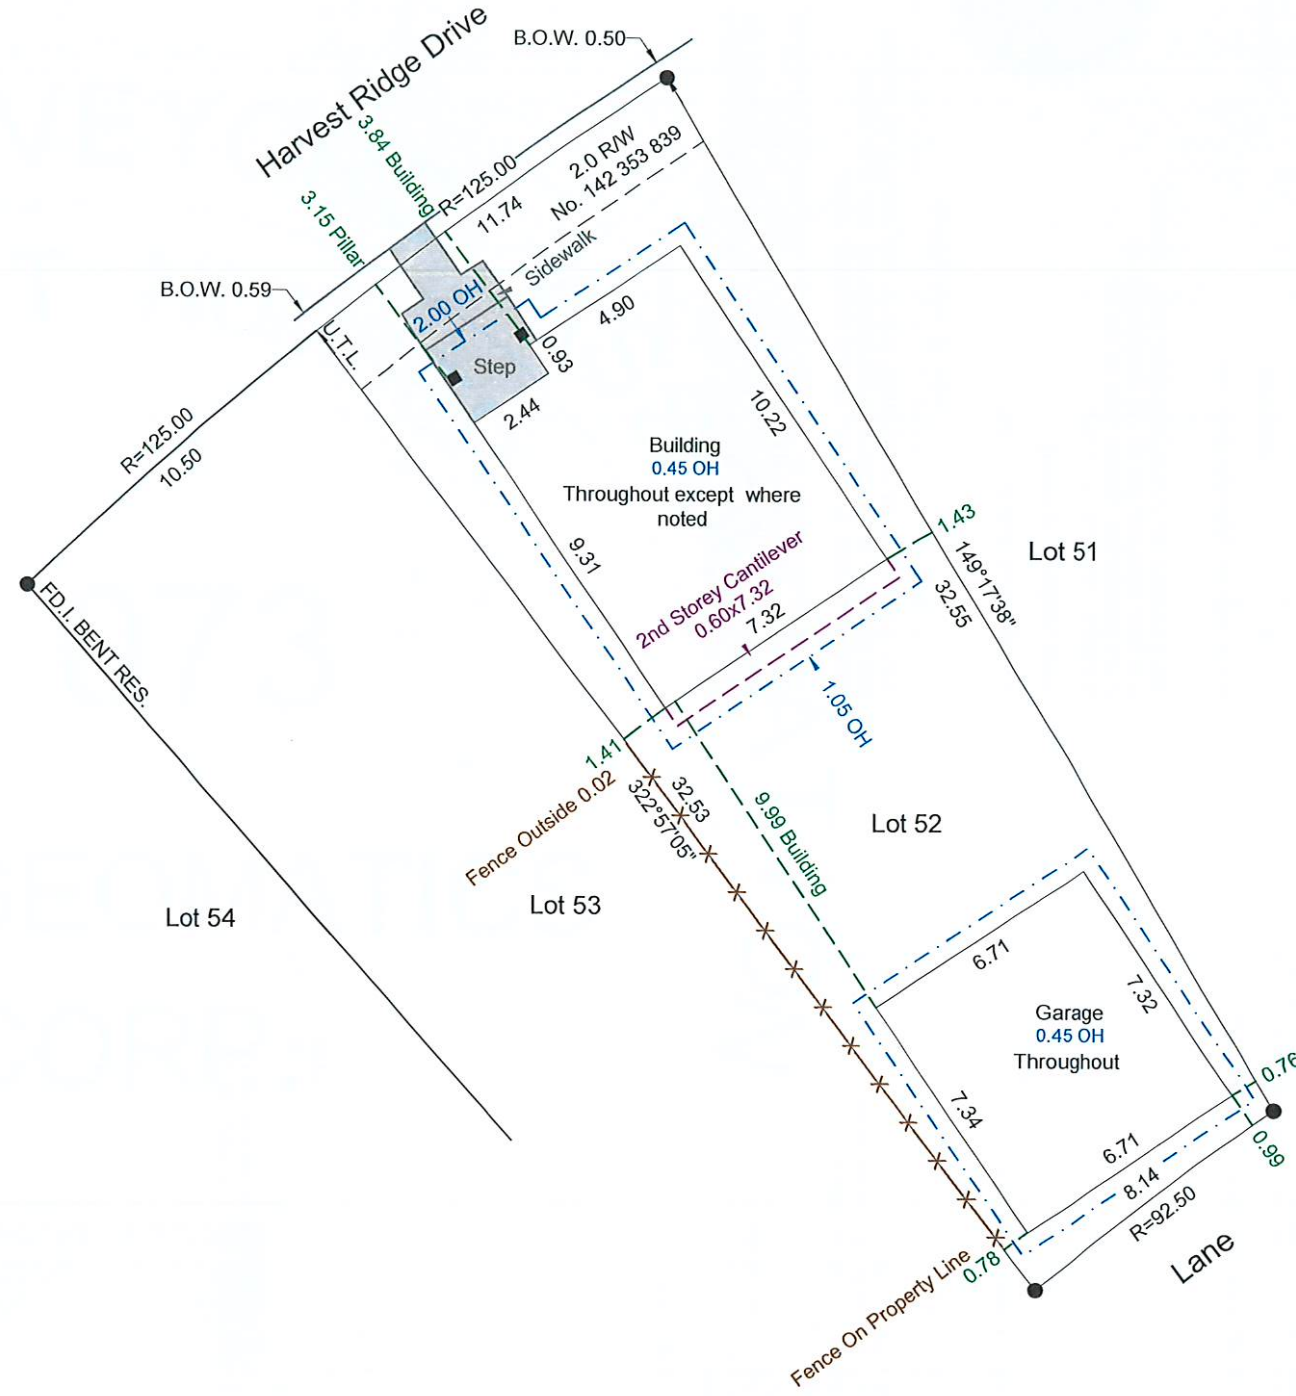 B.O.W. 0.50
Harvest Ridge Drive
3.84 Building
R=125.00
2.0 R/W
No. 142 353 839
11.74
3.15 Pillar
Sidewalk
B.O.W. 0.59
2.00 OH
4.90
U.T.L.
0.93
Step
2.44
10.22
R=125.00
10.50
Building
0.45 OH
Throughout except where
noted
9.31
1.43
149°17'38"
32.55
Lot 51
2nd Storey Cantilever
0.60x7.32
7.32
FD.I. BENT RES.
1.05 OH
1.41
Fence Outside 0.02
32.53
322°57'05"
9.99 Building
Lot 52
Lot 53
Lot 54
6.71
7.32
Garage
0.45 OH
Throughout
0.76
7.34
6.71
0.99
8.14
R=92.50
Lane
0.78
Fence On Property Line